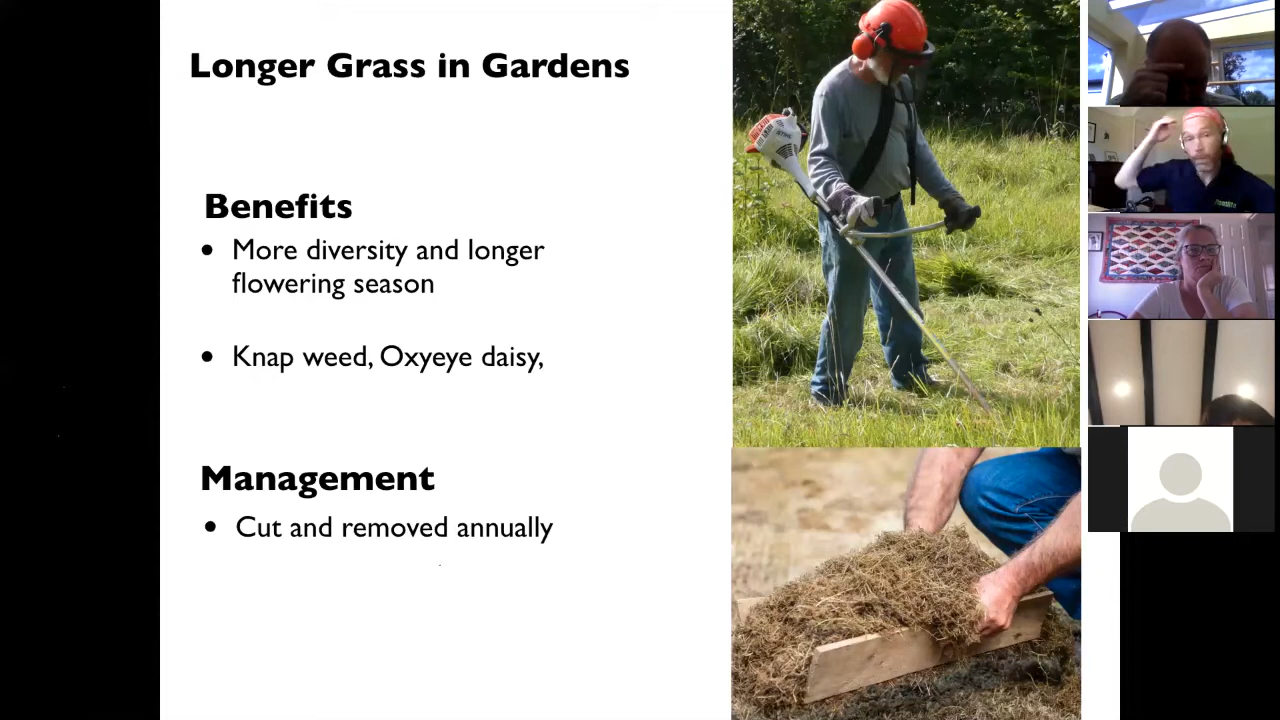 Longer Grass in Gardens
Benefits
• More diversity and longer
flowering season
• Knap weed, Oxyeye daisy,
Management
• Cut and removed annually
STIHL